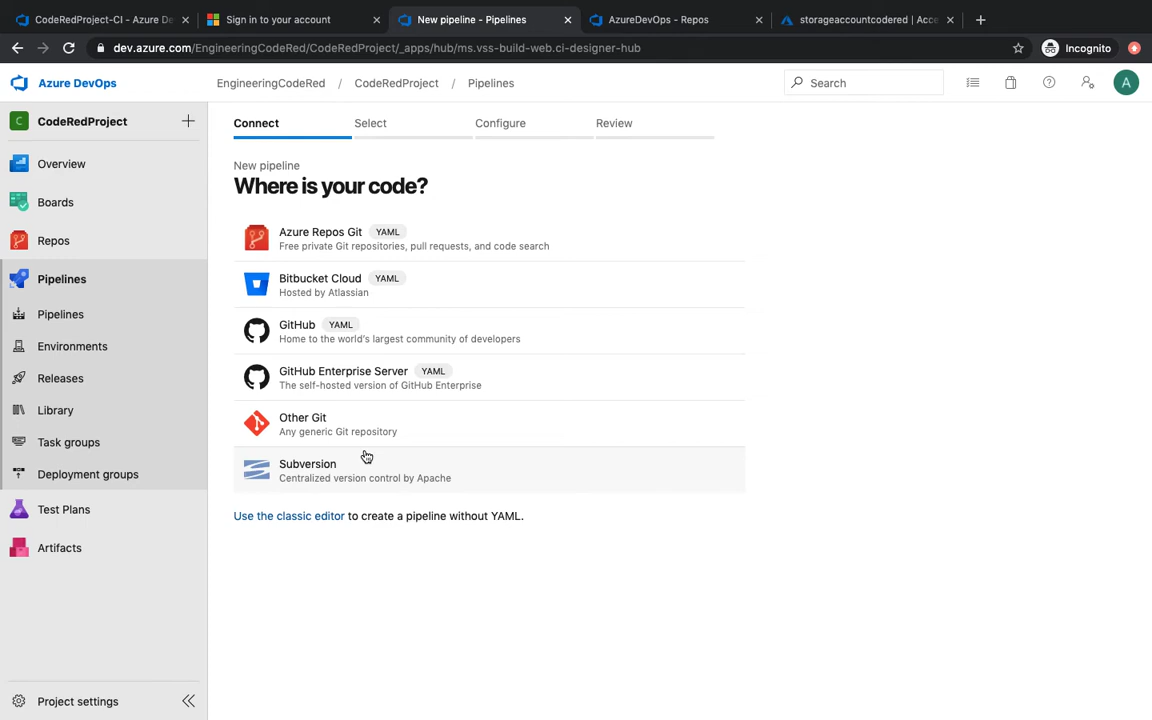 CodeRedProject-CI - Azure De
Sign in to your account
New pipeline - Pipelines
AzureDevOps - Repos
storageaccountcodered | Acce
dev.azure.com/EngineeringCodeRed/CodeRedProject/_apps/hub/ms.vss-build-web.ci-designer-hub
Incognito
Azure DevOps
EngineeringCodeRed / CodeRedProject / Pipelines
Search
A
C CodeRedProject
Overview
Boards
Repos
Pipelines
Pipelines
Environments
Releases
Library
Task groups
Deployment groups
Test Plans
Artifacts
Project settings
Connect
Select
Configure
Review
New pipeline
Where is your code?
Azure Repos Git YAML
Free private Git repositories, pull requests, and code search
Bitbucket Cloud YAML
Hosted by Atlassian
GitHub YAML
Home to the world's largest community of developers
GitHub Enterprise Server YAML
The self-hosted version of GitHub Enterprise
Other Git
Any generic Git repository
Subversion
Centralized version control by Apache
Use the classic editor to create a pipeline without YAML.